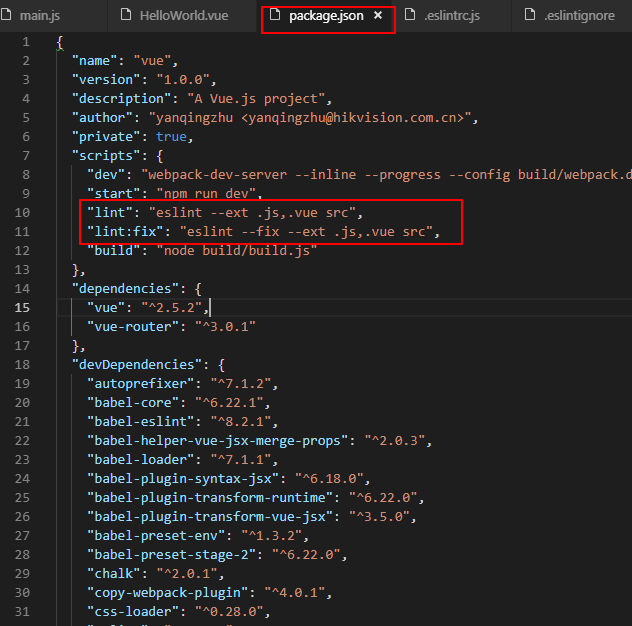 main.js HelloWorld.vue package.json × .eslintrc.js .eslintignore
1 {
2 "name": "vue",
3 "version": "1.0.0",
4 "description": "A Vue.js project",
5 "author": "yanqingzhu <yanqingzhu@hikvision.com.cn>",
6 "private": true,
7 "scripts": {
8 "dev": "webpack-dev-server --inline --progress --config build/webpack.d
9 "start": "npm run dev",
10 "lint": "eslint --ext .js,.vue src",
11 "lint:fix": "eslint --fix --ext .js,.vue src",
12 "build": "node build/build.js"
13 },
14 "dependencies": {
15 "vue": "^2.5.2",
16 "vue-router": "^3.0.1"
17 },
18 "devDependencies": {
19 "autoprefixer": "^7.1.2",
20 "babel-core": "^6.22.1",
21 "babel-eslint": "^8.2.1",
22 "babel-helper-vue-jsx-merge-props": "^2.0.3",
23 "babel-loader": "^7.1.1",
24 "babel-plugin-syntax-jsx": "^6.18.0",
25 "babel-plugin-transform-runtime": "^6.22.0",
26 "babel-plugin-transform-vue-jsx": "^3.5.0",
27 "babel-preset-env": "^1.3.2",
28 "babel-preset-stage-2": "^6.22.0",
29 "chalk": "^2.0.1",
30 "copy-webpack-plugin": "^4.0.1",
31 "css-loader": "^0.28.0",